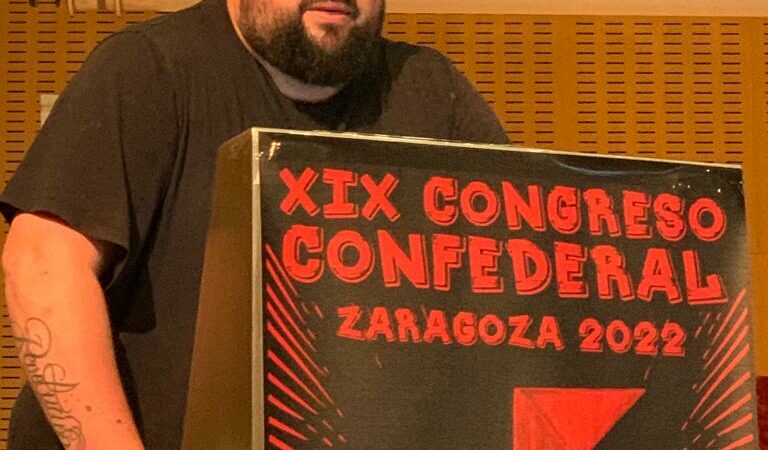 XIX CONGRESO
CONFEDERAL
ZARAGOZA 2022